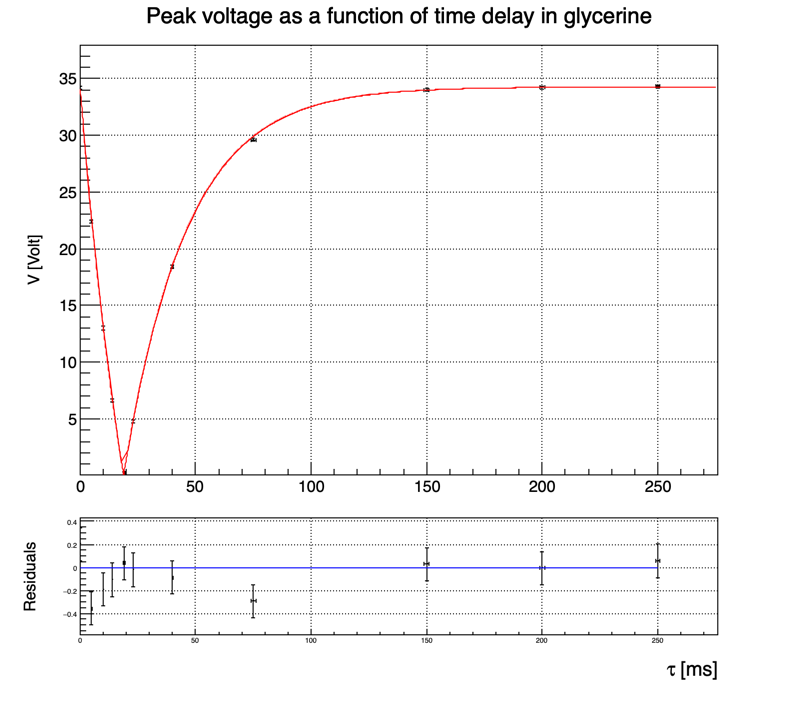 Peak voltage as a function of time delay in glycerine
V [Volt]
35
30
25
20
15
10
5
0 50 100 150 200 250
Residuals
0.4
0.2
0
−0.2
−0.4
0 50 100 150 200 250
τ [ms]